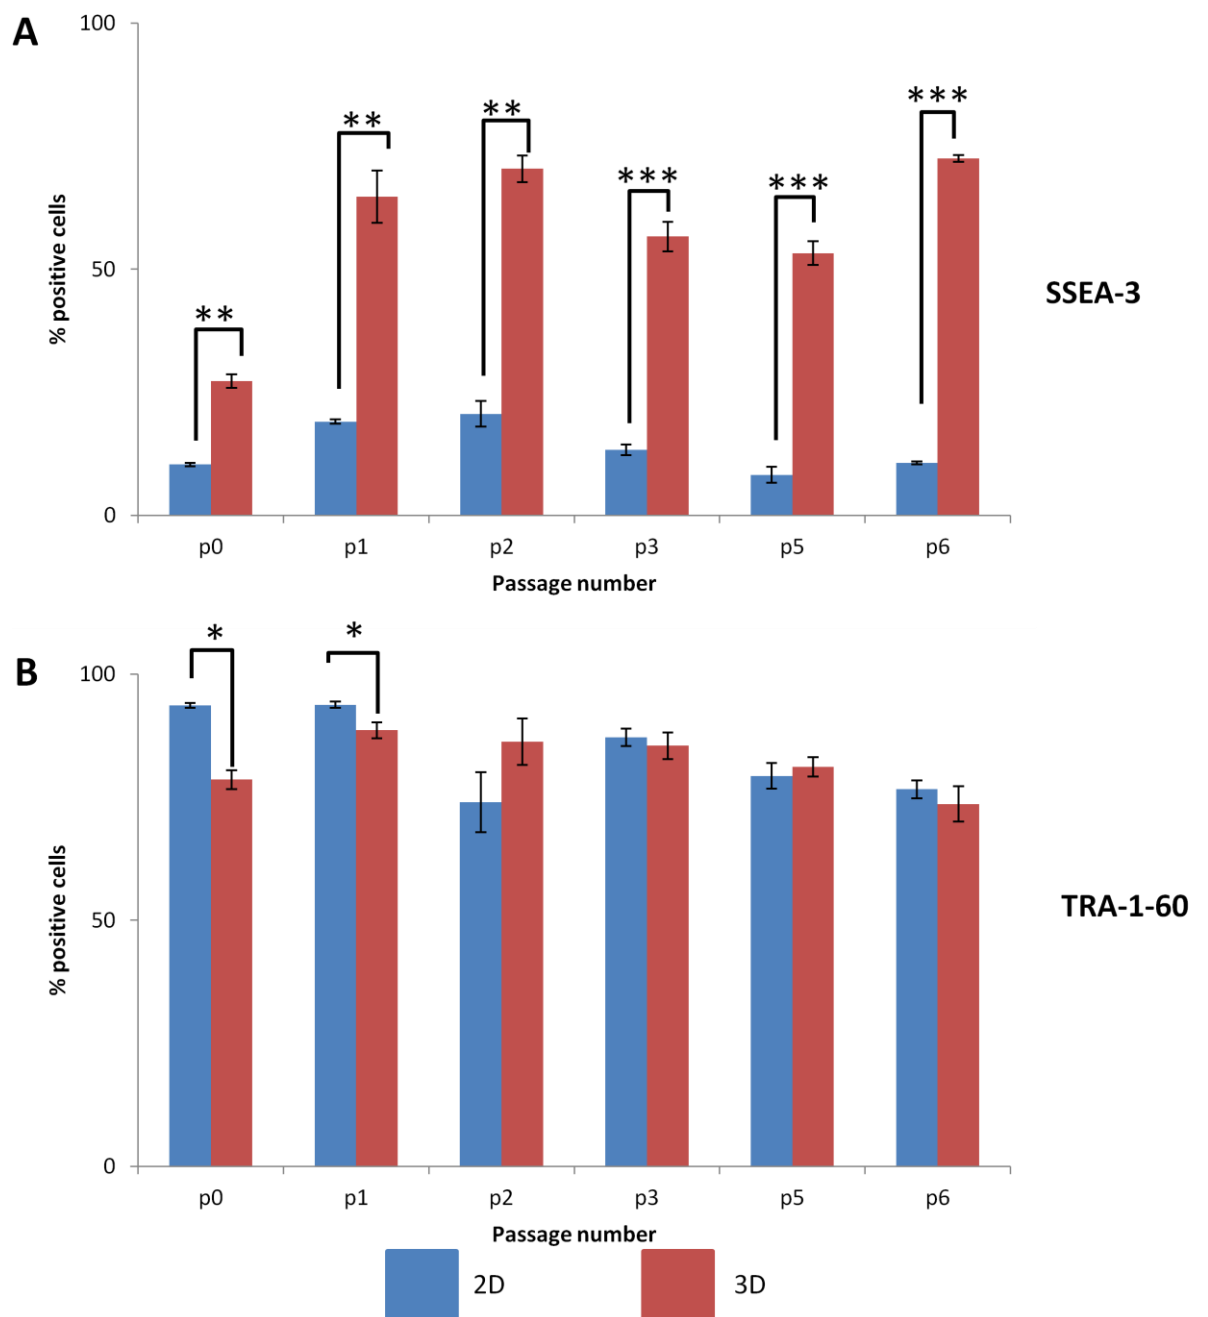 A
100
50
0
% positive cells
**
**
**
***
***
***
SSEA-3
p0 p1 p2 p3 p5 p6
Passage number
B
100
50
0
% positive cells
*
*
TRA-1-60
p0 p1 p2 p3 p5 p6
Passage number
2D 3D